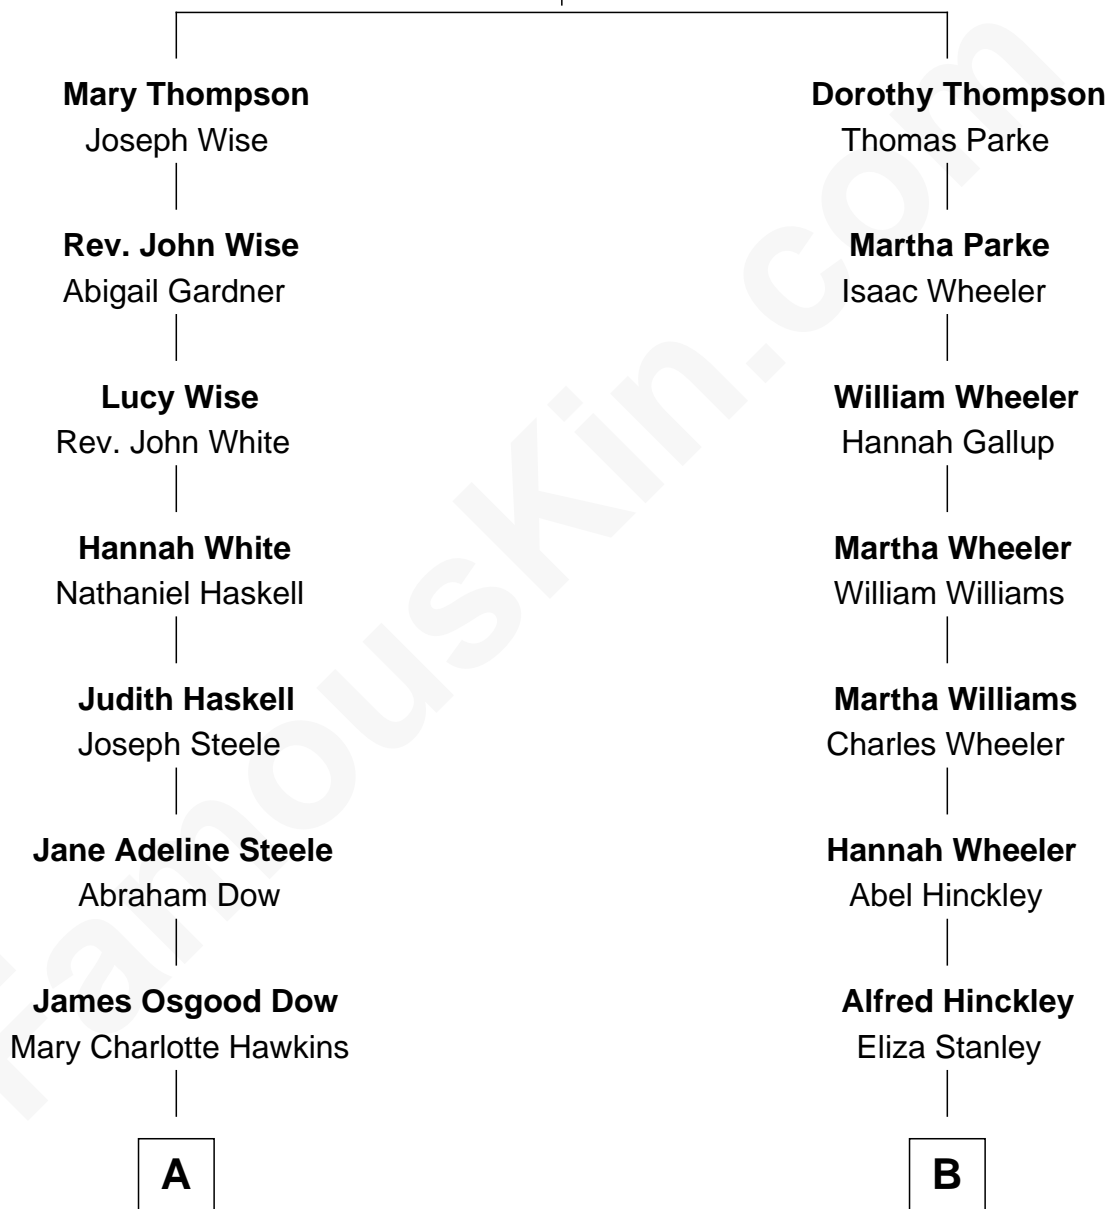 Mary Thompson
Joseph Wise
Dorothy Thompson
Thomas Parke
Rev. John Wise
Abigail Gardner
Martha Parke
Isaac Wheeler
Lucy Wise
Rev. John White
William Wheeler
Hannah Gallup
Hannah White
Nathaniel Haskell
Martha Wheeler
William Williams
Judith Haskell
Joseph Steele
Martha Williams
Charles Wheeler
Jane Adeline Steele
Abraham Dow
Hannah Wheeler
Abel Hinckley
James Osgood Dow
Mary Charlotte Hawkins
Alfred Hinckley
Eliza Stanley
A
B
FamousKin.com